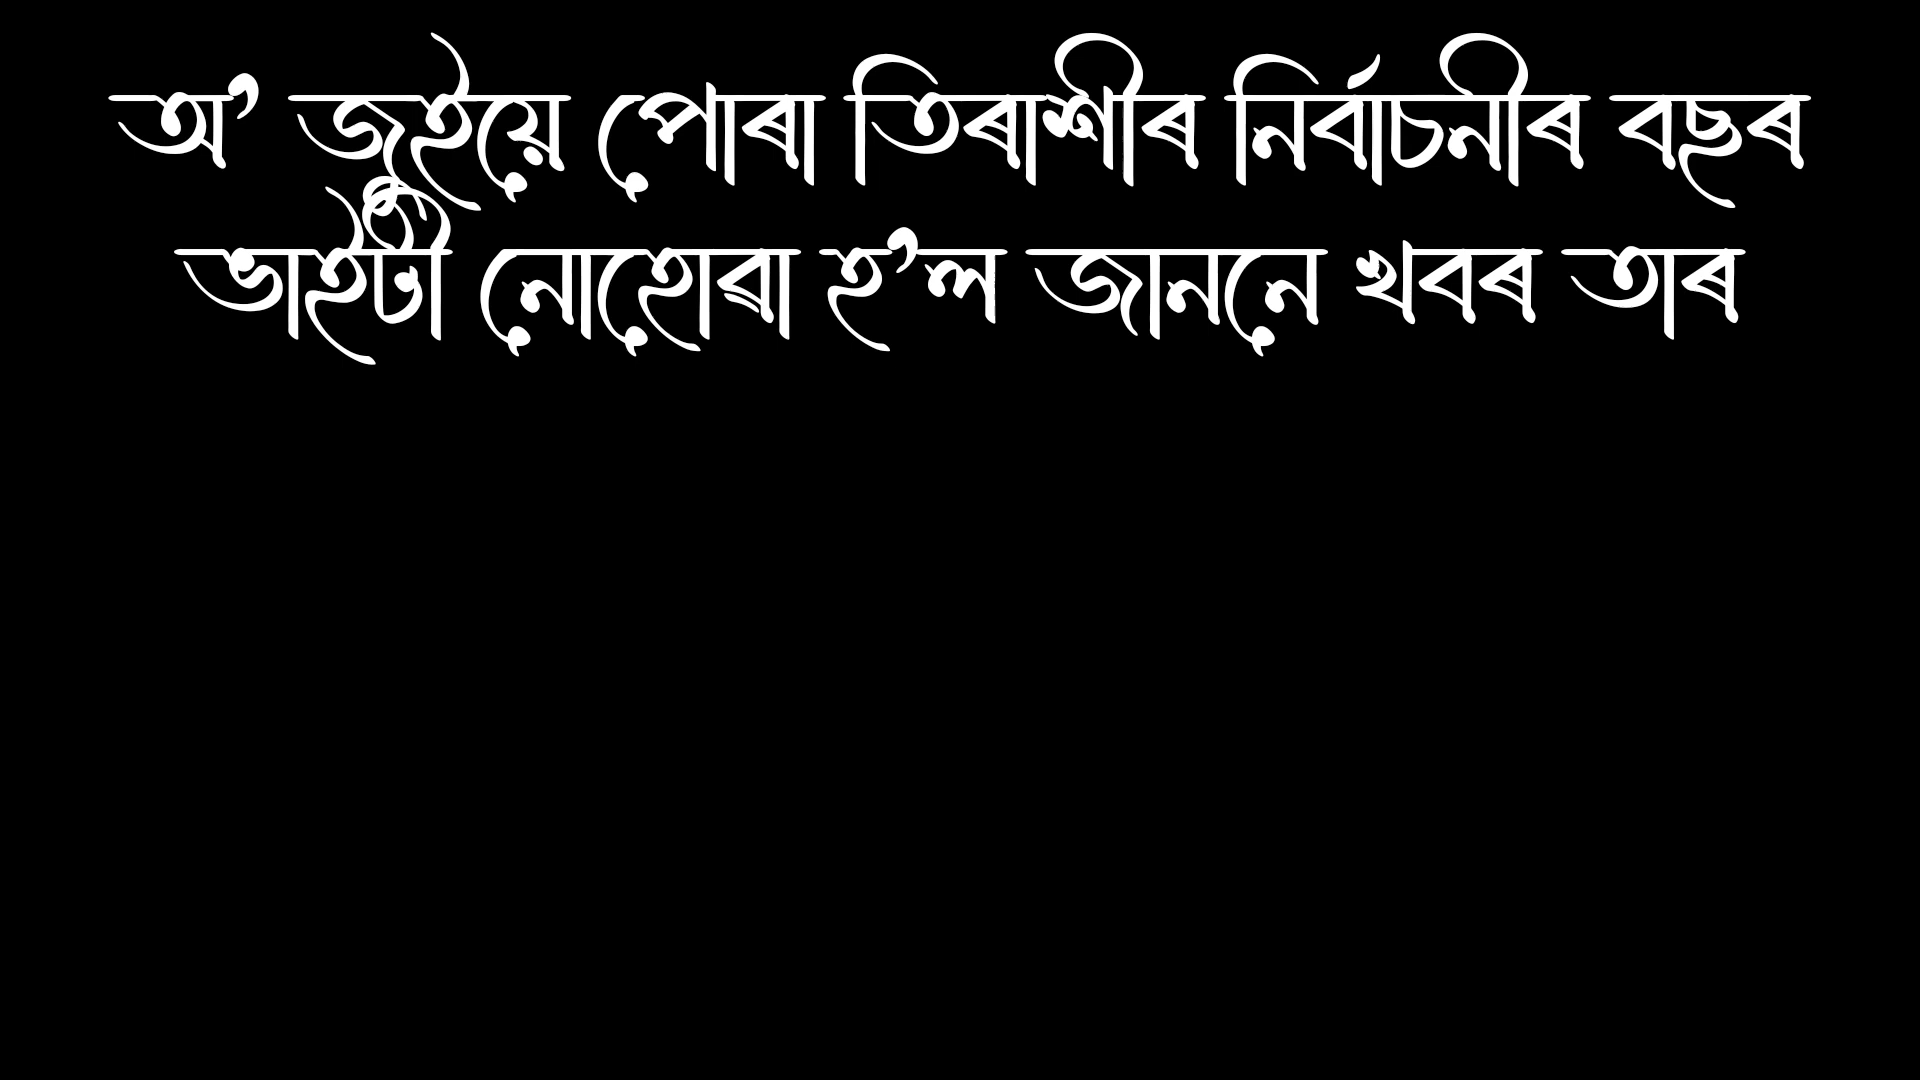 অ’ জুইয়ে পোৰা তিৰাশীৰ নিৰ্বাচনীৰ বছৰ
ভাইটী নোহোৱা হ’ল জাননে খবৰ তাৰ